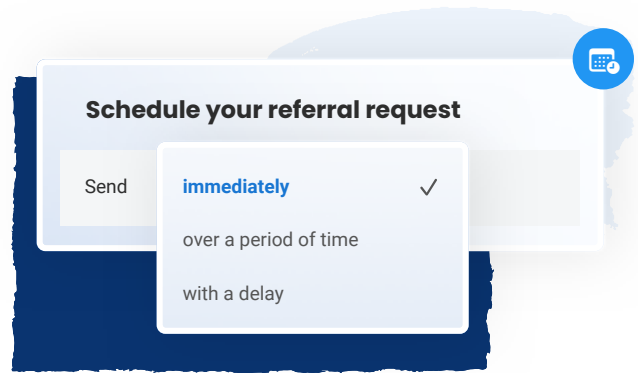 Schedule your referral request
Send
immediately
over a period of time
with a delay